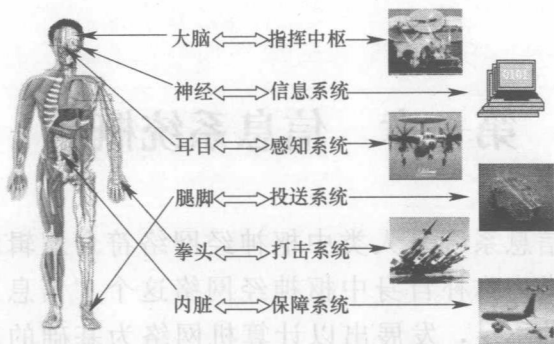 大脑 指挥中枢
神经 信息系统
0101
耳目 感知系统
腿脚 投送系统
拳头 打击系统
内脏 保障系统